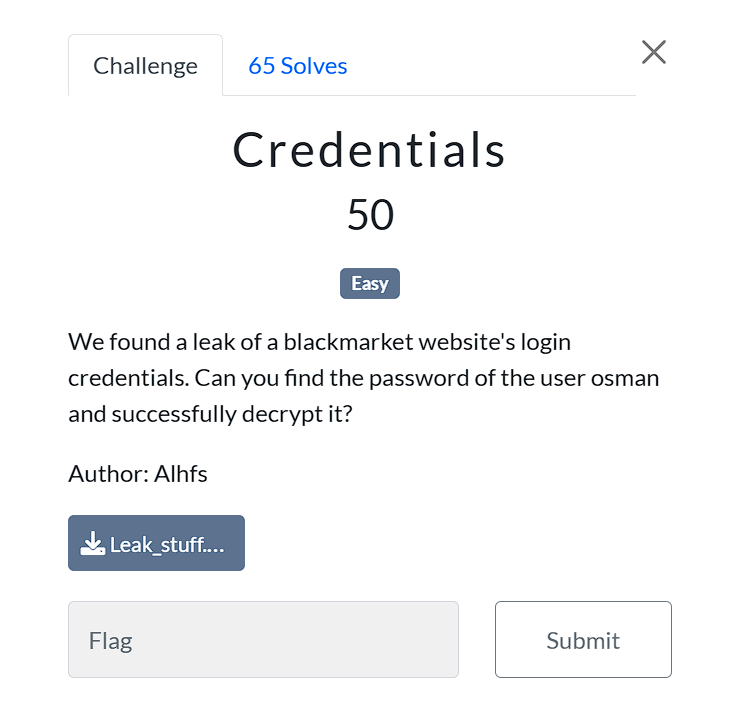 Challenge
65 Solves
Credentials
50
Easy
We found a leak of a blackmarket website's login
credentials. Can you find the password of the user osman
and successfully decrypt it?
Author: Alhfs
Leak_stuff....
Flag
Submit